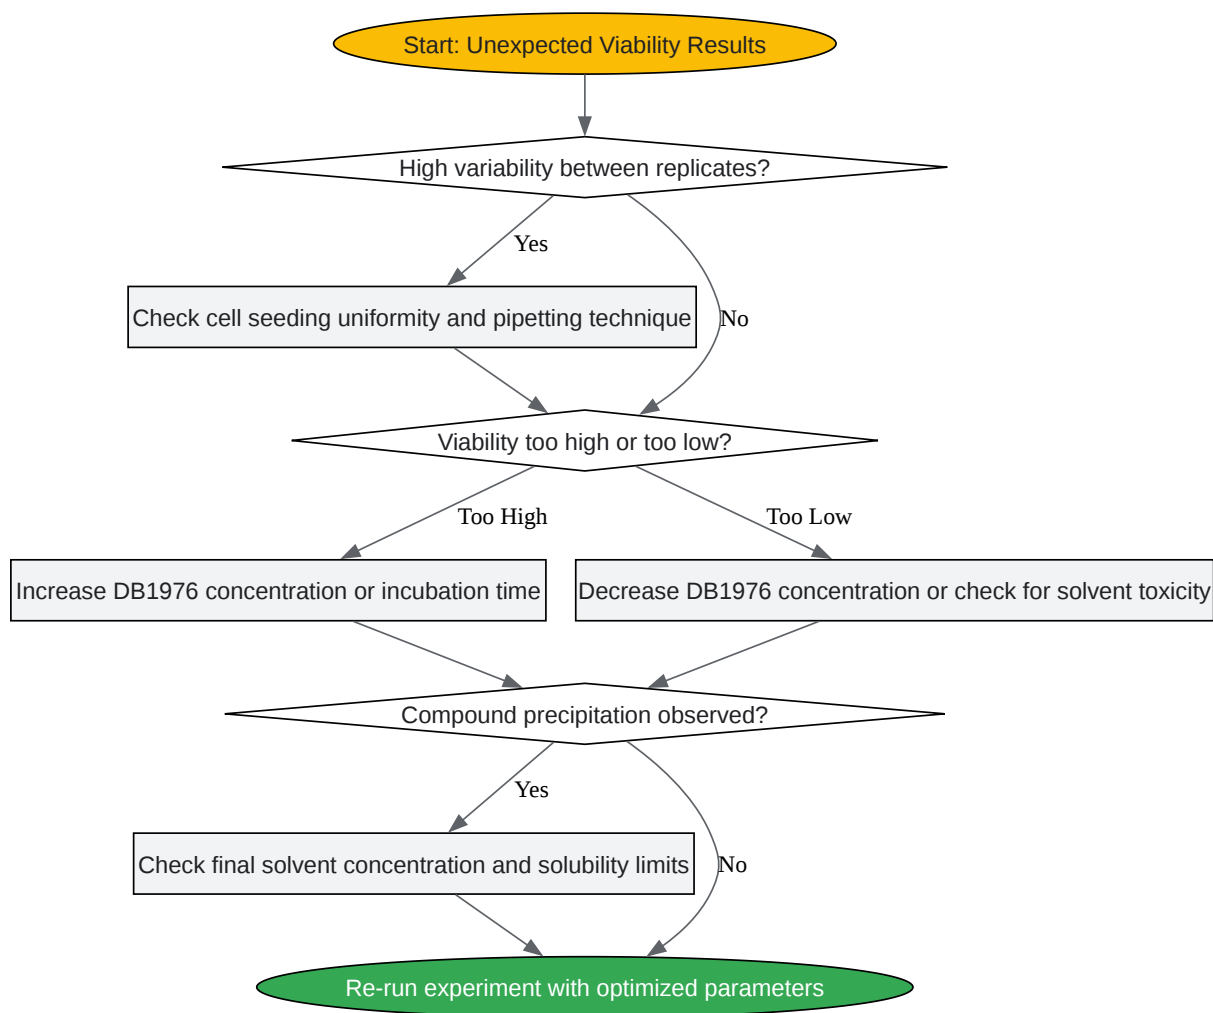 Start: Unexpected Viability Results
High variability between replicates?
Yes
Check cell seeding uniformity and pipetting technique
No
Viability too high or too low?
Too High
Too Low
Increase DB1976 concentration or incubation time
Decrease DB1976 concentration or check for solvent toxicity
Compound precipitation observed?
Yes
Check final solvent concentration and solubility limits
No
Re-run experiment with optimized parameters